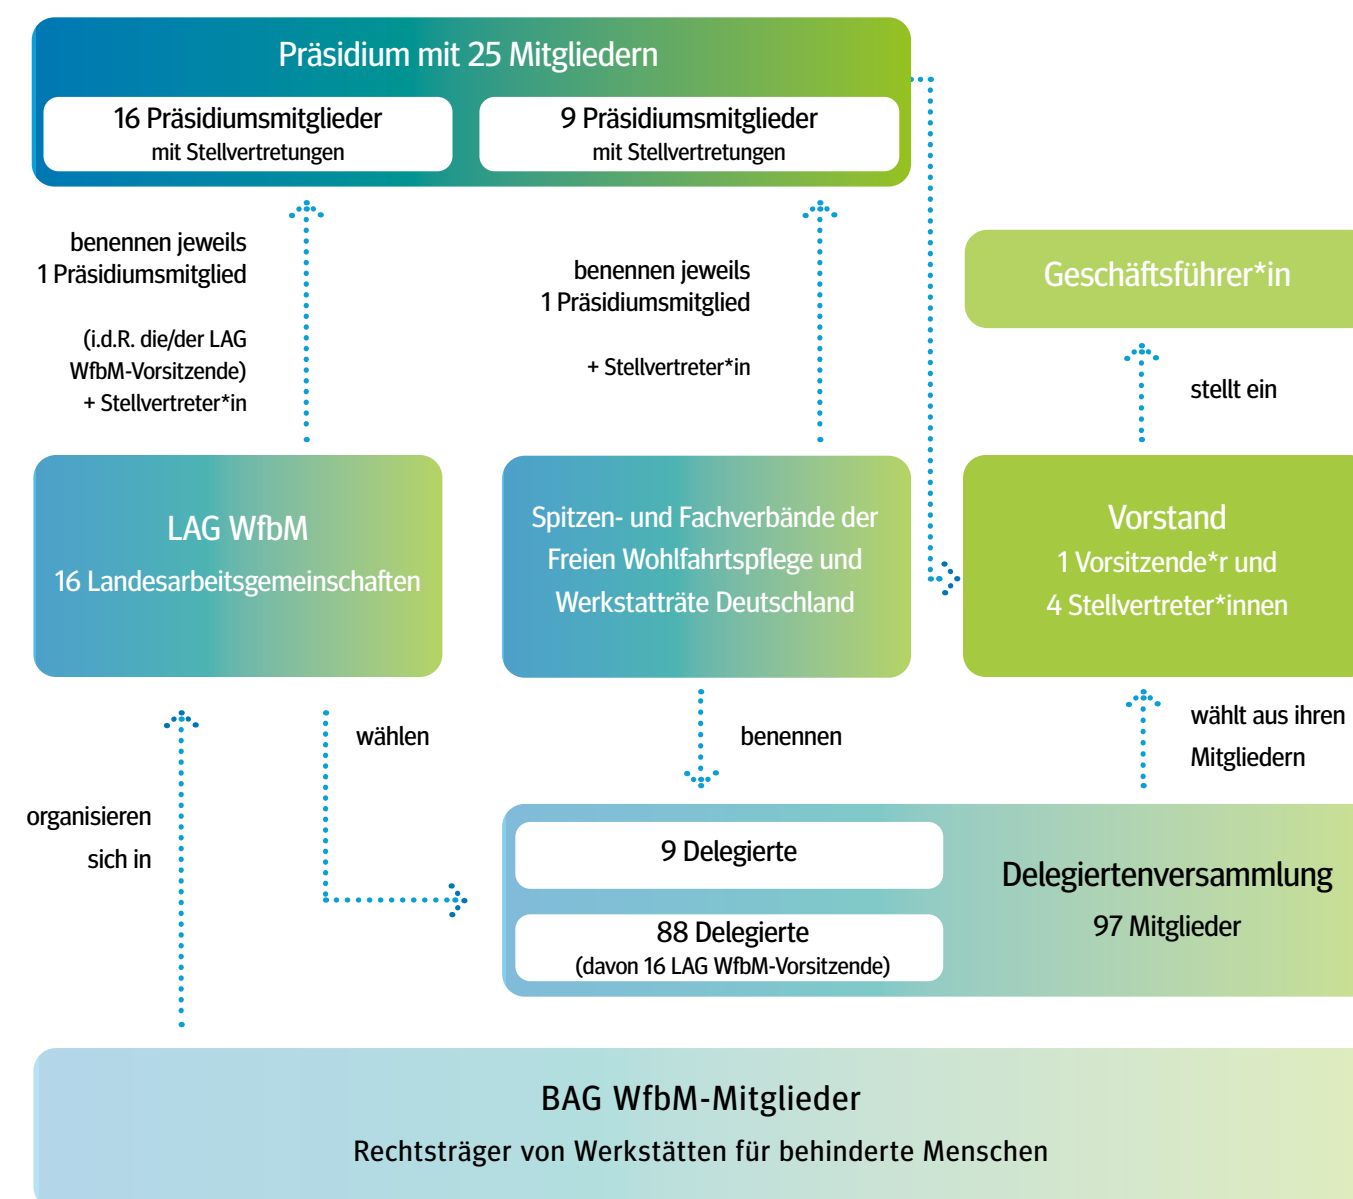 Präsidium mit 25 Mitgliedern
16 Präsidiumsmitglieder
mit Stellvertretungen
9 Präsidiumsmitglieder
mit Stellvertretungen
benennen jeweils
1 Präsidiumsmitglied
(i.d.R. die/der LAG
WfbM-Vorsitzende)
+ Stellvertreter*in
benennen jeweils
1 Präsidiumsmitglied
+ Stellvertreter*in
Geschäftsführer*in
stellt ein
LAG WfbM
16 Landesarbeitsgemeinschaften
Spitzen- und Fachverbände der
Freien Wohlfahrtspflege und
Werkstatträte Deutschland
Vorstand
1 Vorsitzende*r und
4 Stellvertreter*innen
organisieren
sich in
wählen
benennen
wählt aus ihren
Mitgliedern
9 Delegierte
88 Delegierte
(davon 16 LAG WfbM-Vorsitzende)
Delegiertenversammlung
97 Mitglieder
BAG WfbM-Mitglieder
Rechtsträger von Werkstätten für behinderte Menschen